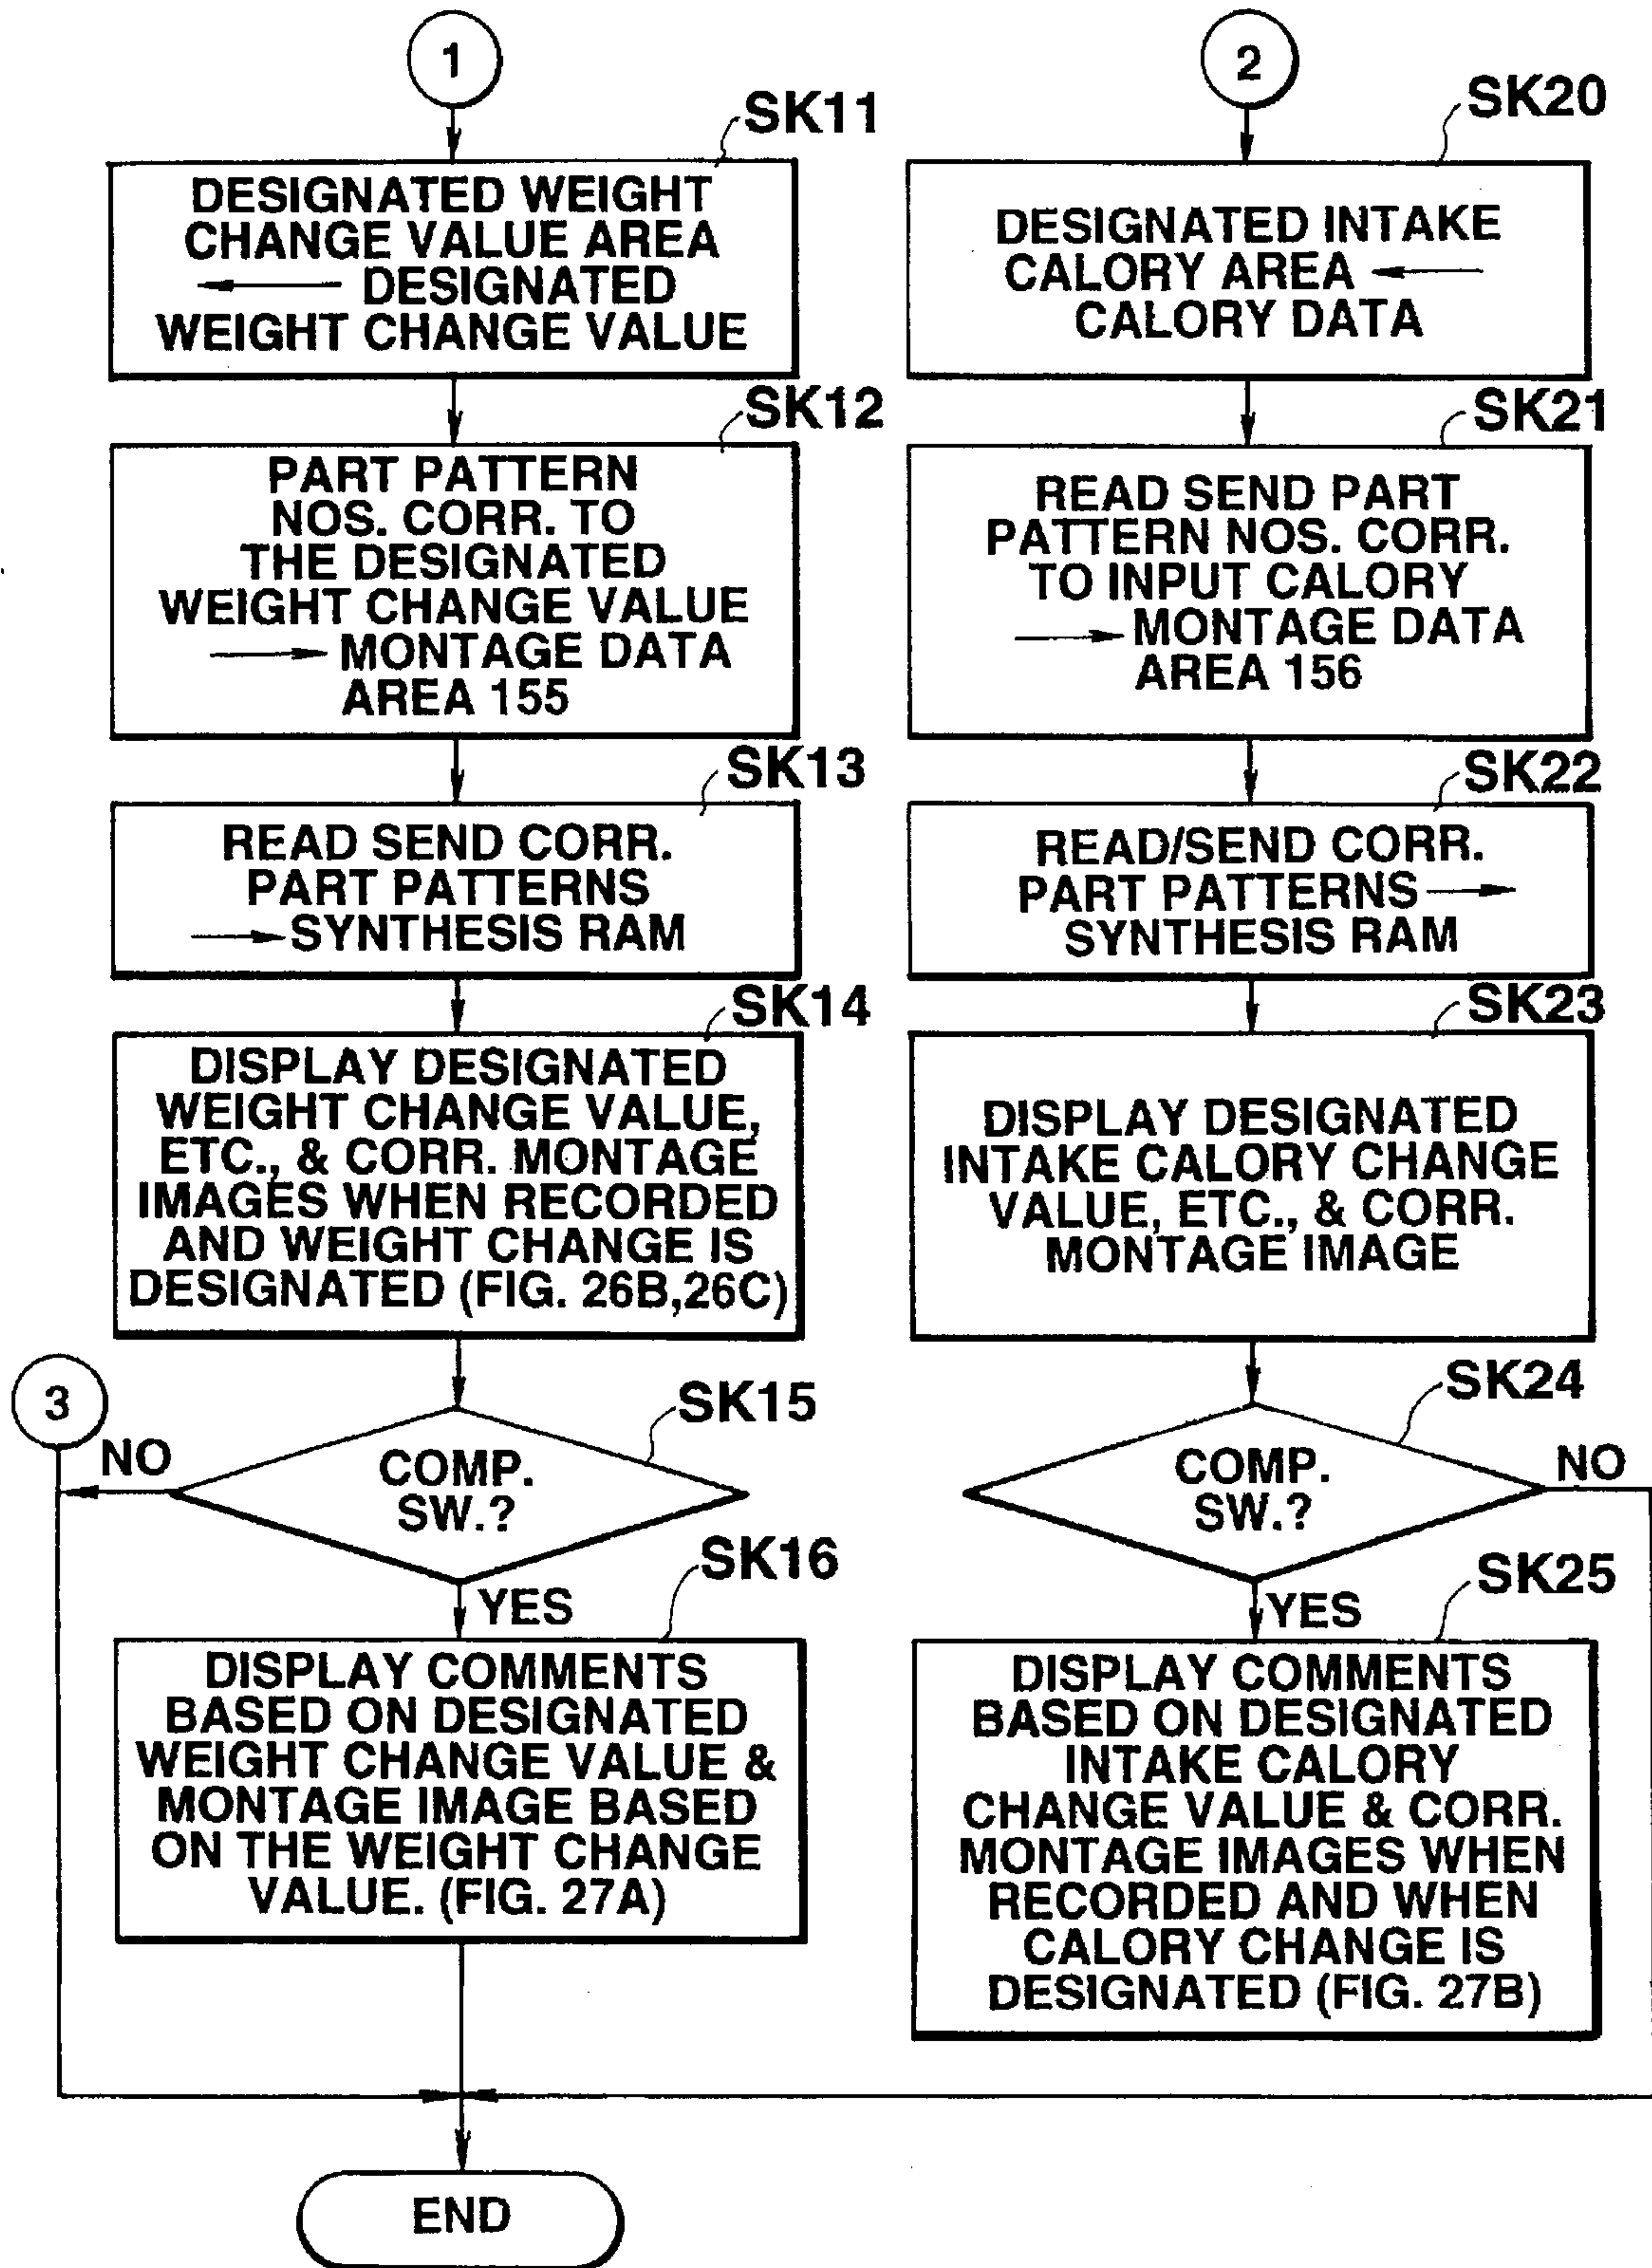 1
SK11
DESIGNATED WEIGHT
CHANGE VALUE AREA
← DESIGNATED
WEIGHT CHANGE VALUE
SK12
PART PATTERN
NOS. CORR. TO
THE DESIGNATED
WEIGHT CHANGE VALUE
→ MONTAGE DATA
AREA 155
SK13
READ SEND CORR.
PART PATTERNS
→ SYNTHESIS RAM
SK14
DISPLAY DESIGNATED
WEIGHT CHANGE VALUE,
ETC., & CORR. MONTAGE
IMAGES WHEN RECORDED
AND WEIGHT CHANGE IS
DESIGNATED (FIG. 26B,26C)
3
SK15
NO
COMP.
SW.?
YES
SK16
DISPLAY COMMENTS
BASED ON DESIGNATED
WEIGHT CHANGE VALUE &
MONTAGE IMAGE BASED
ON THE WEIGHT CHANGE
VALUE. (FIG. 27A)
2
SK20
DESIGNATED INTAKE
CALORY AREA ←
CALORY DATA
SK21
READ SEND PART
PATTERN NOS. CORR.
TO INPUT CALORY
→ MONTAGE DATA
AREA 156
SK22
READ/SEND CORR.
PART PATTERNS →
SYNTHESIS RAM
SK23
DISPLAY DESIGNATED
INTAKE CALORY CHANGE
VALUE, ETC., & CORR.
MONTAGE IMAGE
SK24
COMP.
SW.?
NO
YES
SK25
DISPLAY COMMENTS
BASED ON DESIGNATED
INTAKE CALORY
CHANGE VALUE & CORR.
MONTAGE IMAGES WHEN
RECORDED AND WHEN
CALORY CHANGE IS
DESIGNATED (FIG. 27B)
END